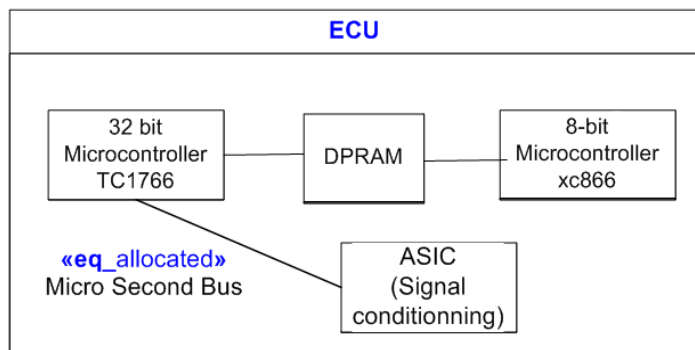 ECU
32 bit
Microcontroller
TC1766
DPRAM
8-bit
Microcontroller
xc866
«eq_allocated»
Micro Second Bus
ASIC
(Signal
conditionning)